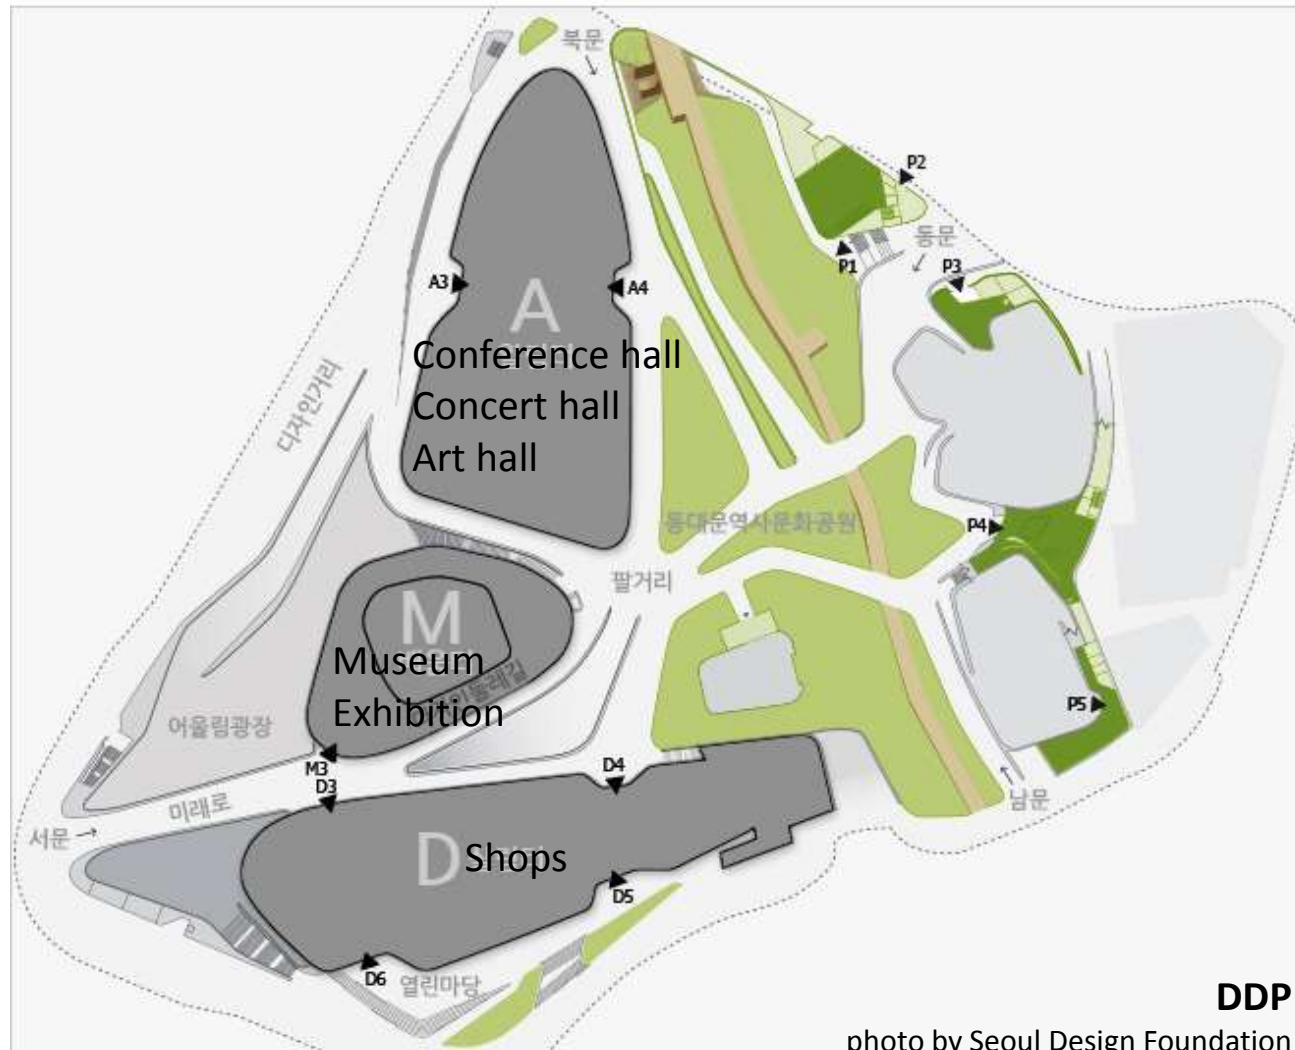 북문
P2
동문
P1
P3
A3
A4
A
Conference hall
Concert hall
Art hall
디자인거리
동대문역사문화공원
P4
팔거리
M
Museum
Exhibition
어울림광장
P5
M3
D3
D4
미래로
남문
서문
D
Shops
D5
D6
열린마당
DDP
photo by Seoul Design Foundation